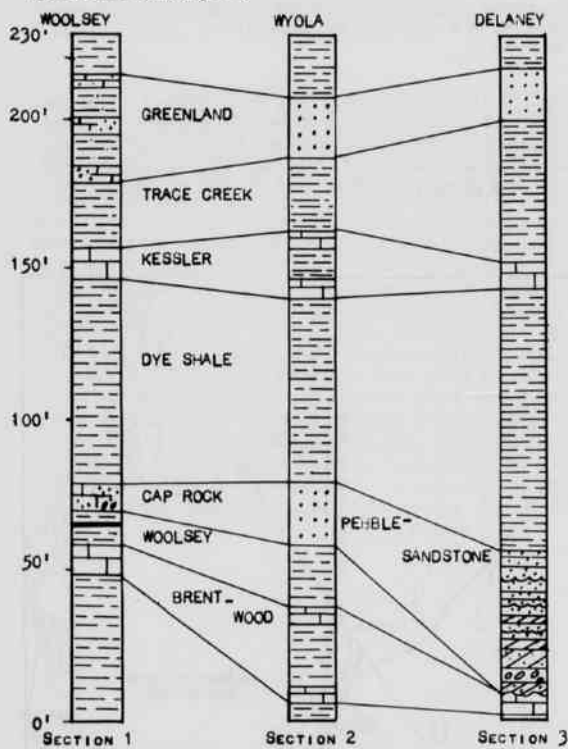 WOOLSEY WYOLA DELANEY
230'
200'
GREENLAND
TRACE CREEK
KESSLER
150'
DYE SHALE
100'
CAP ROCK
PEBBLE-
WOOLSEY
SANDSTONE
50'
BRENT-
WOOD
0'
SECTION 1 SECTION 2 SECTION 3